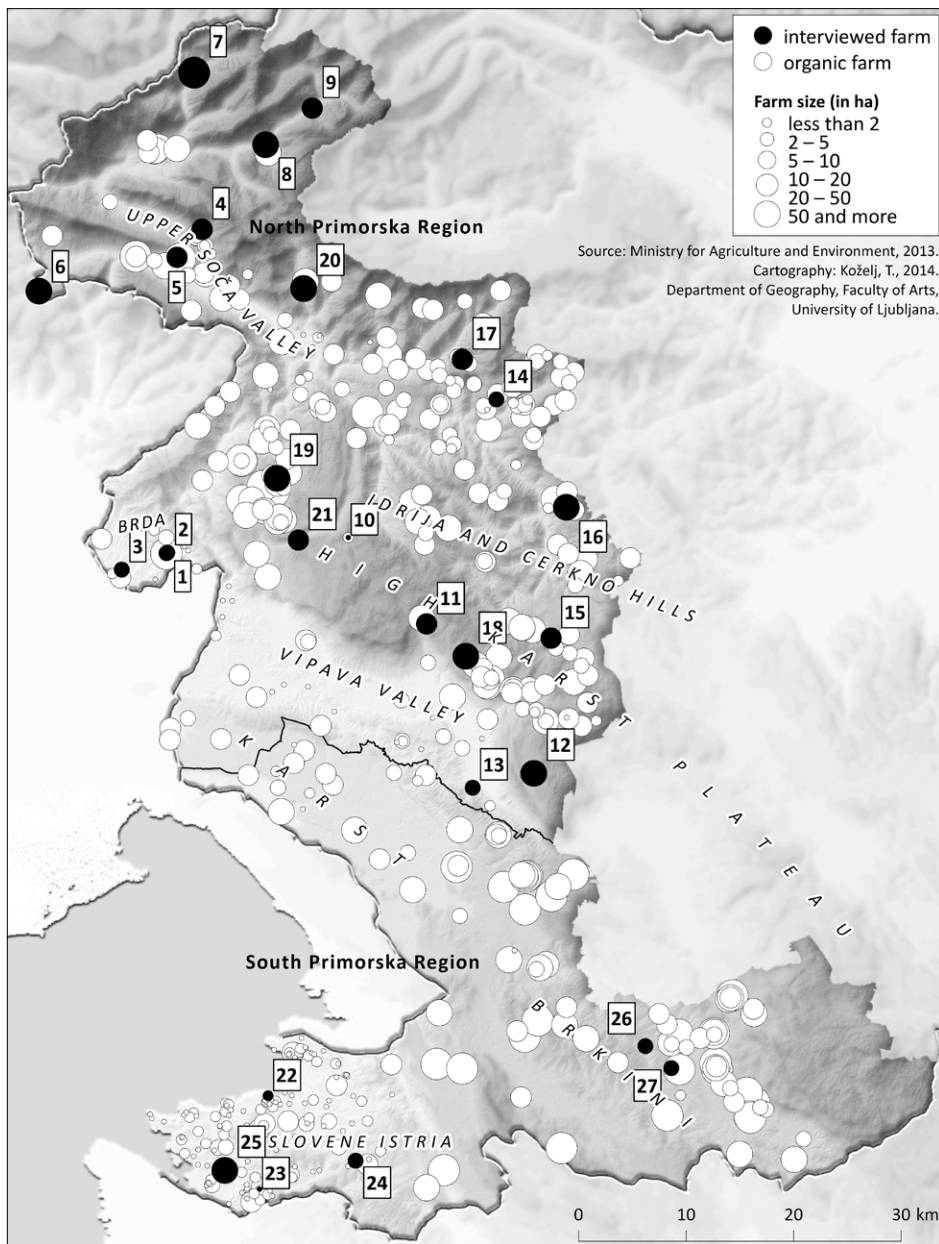 interviewed farm
organic farm
Farm size (in ha)
less than 2
2 – 5
5 – 10
10 – 20
20 – 50
50 and more
Source: Ministry for Agriculture and Environment, 2013.
Cartography: Koželj, T., 2014.
Department of Geography, Faculty of Arts,
University of Ljubljana.
7
9
8
4
North Primorska Region
UPPER SOČA VALLEY
6
5
20
17
14
19
IDRIJA AND CERKNO HILLS
21
10
BRDA
2
3
1
16
HIGH KARST PLATEAU
11
18
15
VIPAVA VALLEY
12
13
KARST
South Primorska Region
BRKINI
26
27
22
25
SLOVENE ISTRIA
23
24
0
10
20
30 km